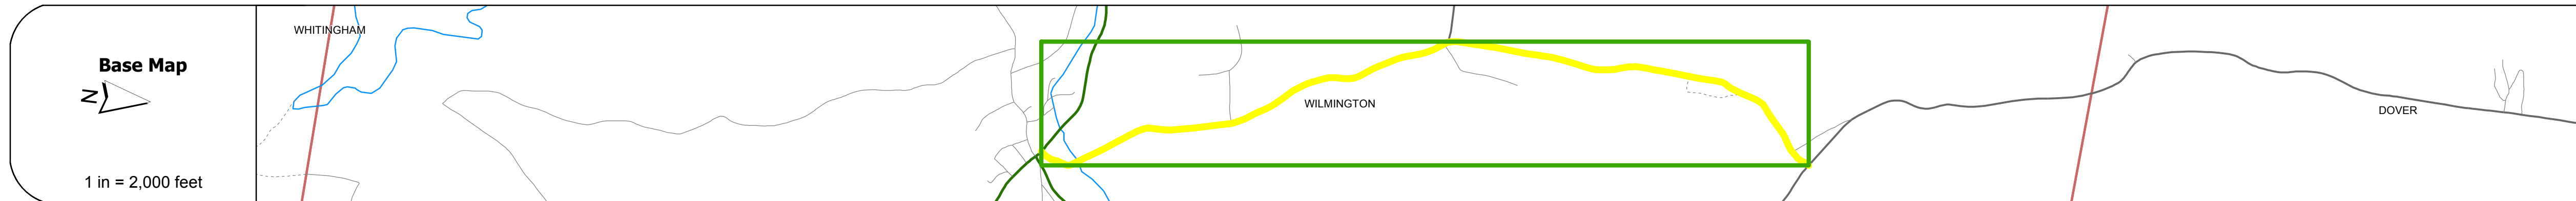 Base Map
N
1 in = 2,000 feet
WHITINGHAM
WILMINGTON
DOVER